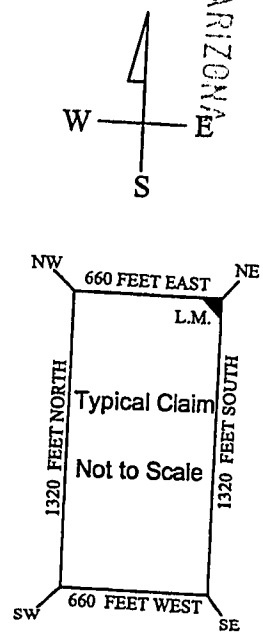 ARIZONA
W E
S
NW NE
660 FEET EAST
L.M.
1320 FEET NORTH
Typical Claim
Not to Scale
1320 FEET SOUTH
660 FEET WEST
SW SE